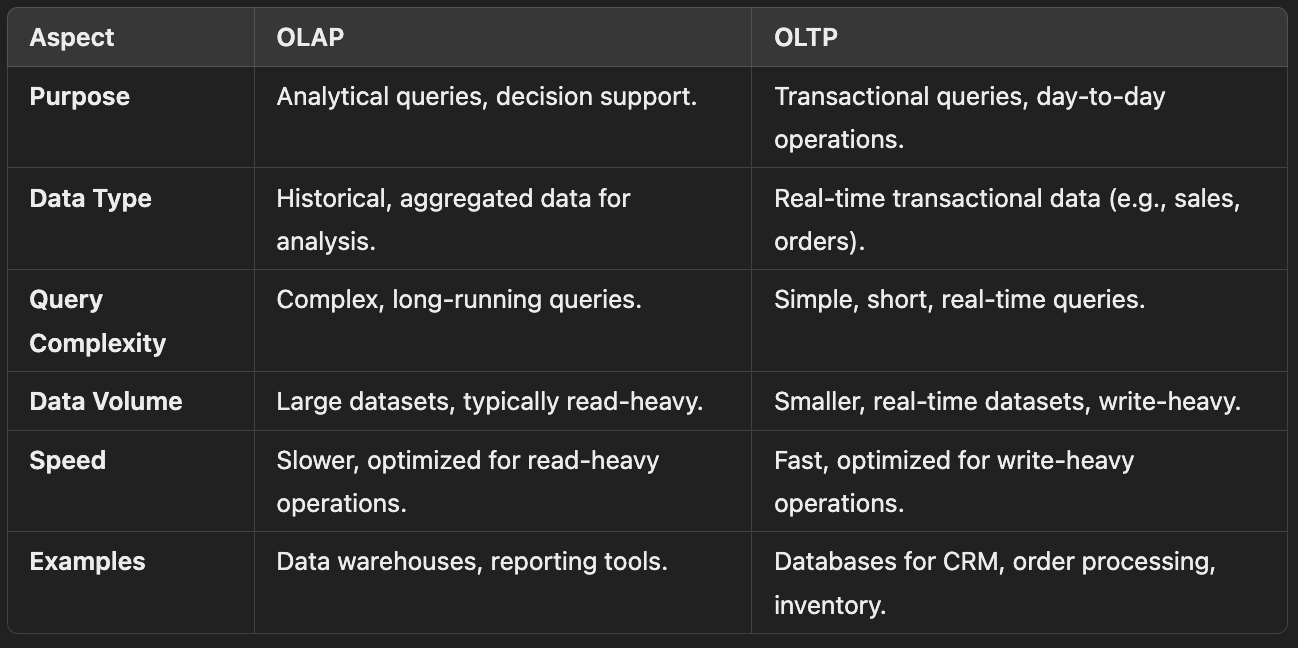 Aspect OLAP OLTP
Purpose Analytical queries, decision support. Transactional queries, day-to-day
operations.
Data Type Historical, aggregated data for Real-time transactional data (e.g., sales,
analysis. orders).
Query Complex, long-running queries. Simple, short, real-time queries.
Complexity
Data Volume Large datasets, typically read-heavy. Smaller, real-time datasets, write-heavy.
Speed Slower, optimized for read-heavy Fast, optimized for write-heavy
operations. operations.
Examples Data warehouses, reporting tools. Databases for CRM, order processing,
inventory.